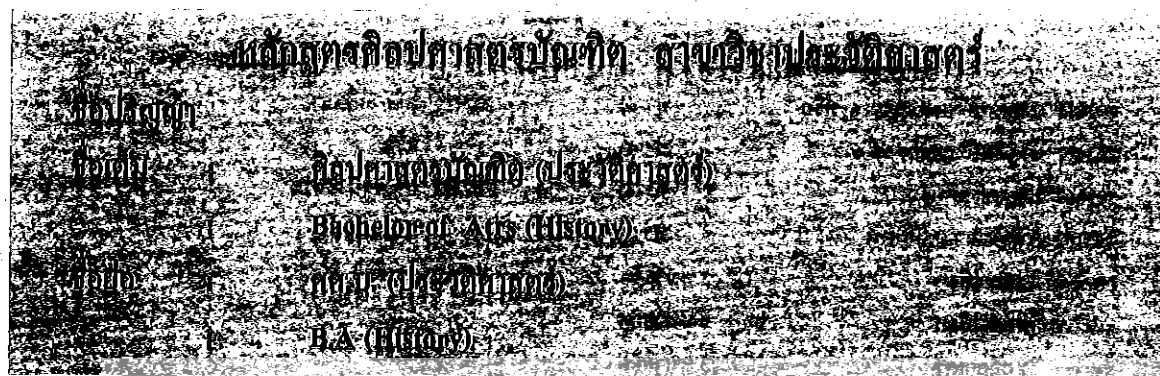 หลักสูตรศิลปศาสตรบัณฑิต สาขาวิชาประวัติศาสตร์
ชื่อปริญญา
ชื่อเต็ม : ศิลปศาสตรบัณฑิต (ประวัติศาสตร์)
: Bachelor of Arts (History)
ชื่อย่อ : ศศ.บ. (ประวัติศาสตร์)
: B.A (History)